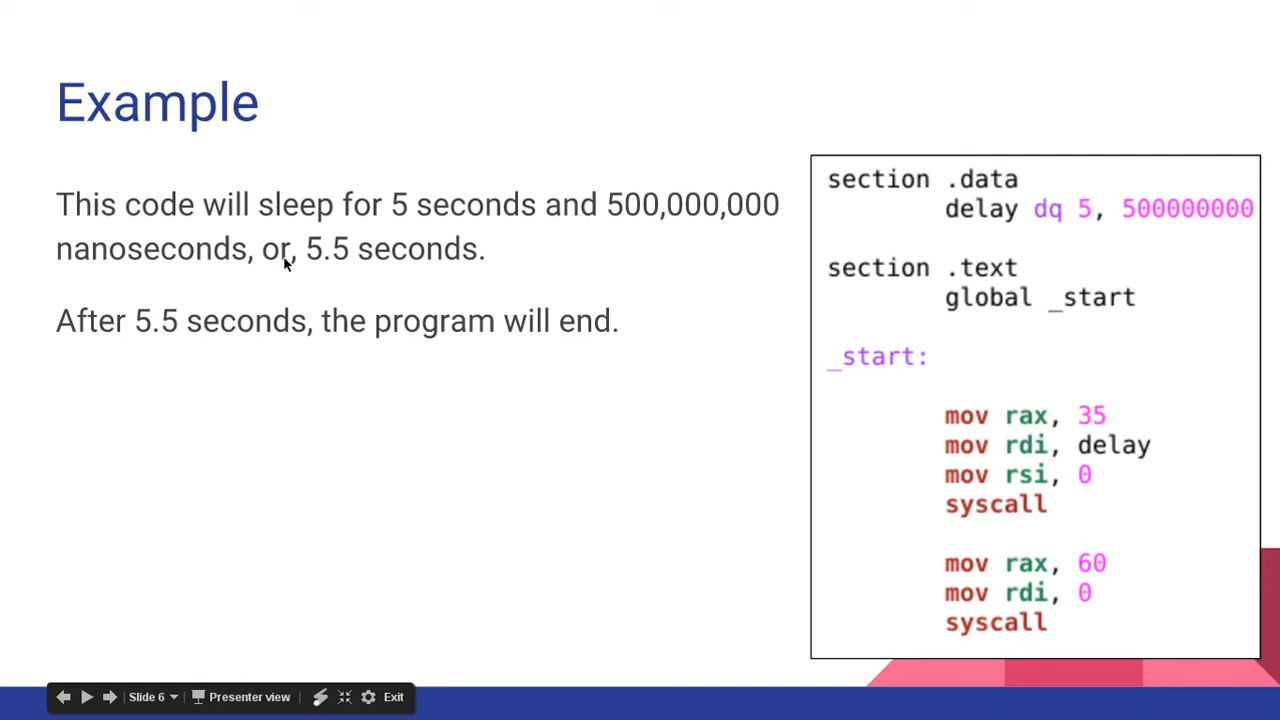 Example
This code will sleep for 5 seconds and 500,000,000
nanoseconds, or, 5.5 seconds.
After 5.5 seconds, the program will end.
section .data
delay dq 5, 500000000
section .text
global _start
_start:
mov rax, 35
mov rdi, delay
mov rsi, 0
syscall
mov rax, 60
mov rdi, 0
syscall
Slide 6 Presenter view Exit